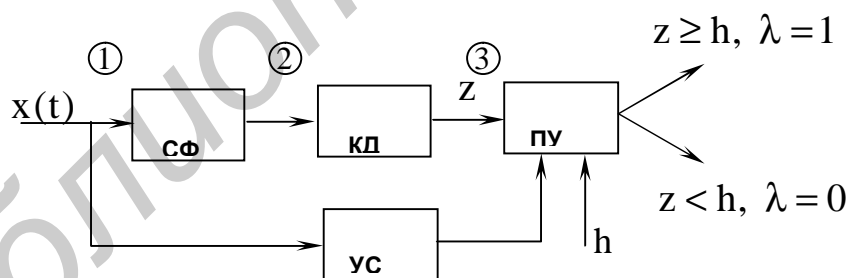 ① ② ③
z ≥ h, λ = 1
x(t)
z
СФ
КД
ПУ
z < h, λ = 0
h
УС